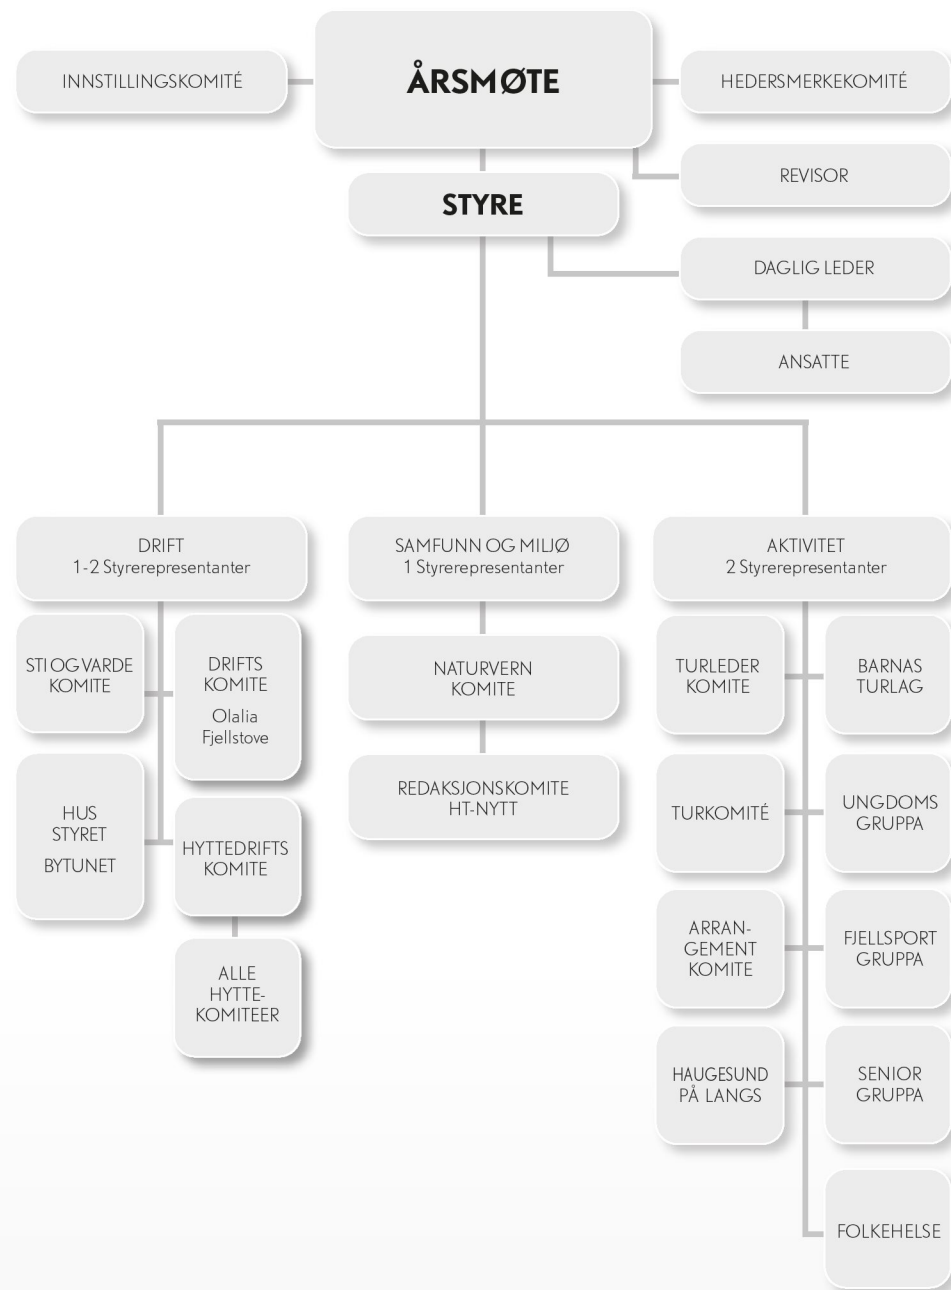 INNSTILLINGSKOMITÉ
ÅRSMØTE
HEDERSMERKEKOMITÉ
REVISOR
STYRE
DAGLIG LEDER
ANSATTE
DRIFT
1-2 Styrerepresentanter
STI OG VARDE
KOMITE
DRIFTS
KOMITE
Olalia
Fjellstove
HUS
STYRET
BYTUNET
HYTTEDRIFTS
KOMITE
ALLE
HYTTE-
KOMITEER
SAMFUNN OG MILJØ
1 Styrerepresentanter
NATURVERN
KOMITE
REDAKSJONSKOMITE
HT-NYTT
AKTIVITET
2 Styrerepresentanter
TURLEDER
KOMITE
BARNAS
TURLAG
TURKOMITÉ
UNGDOMS
GRUPPA
ARRAN-
GEMENT
KOMITE
FJELLSPORT
GRUPPA
HAUGESUND
PÅ LANGS
SENIOR
GRUPPA
FOLKEHELSE